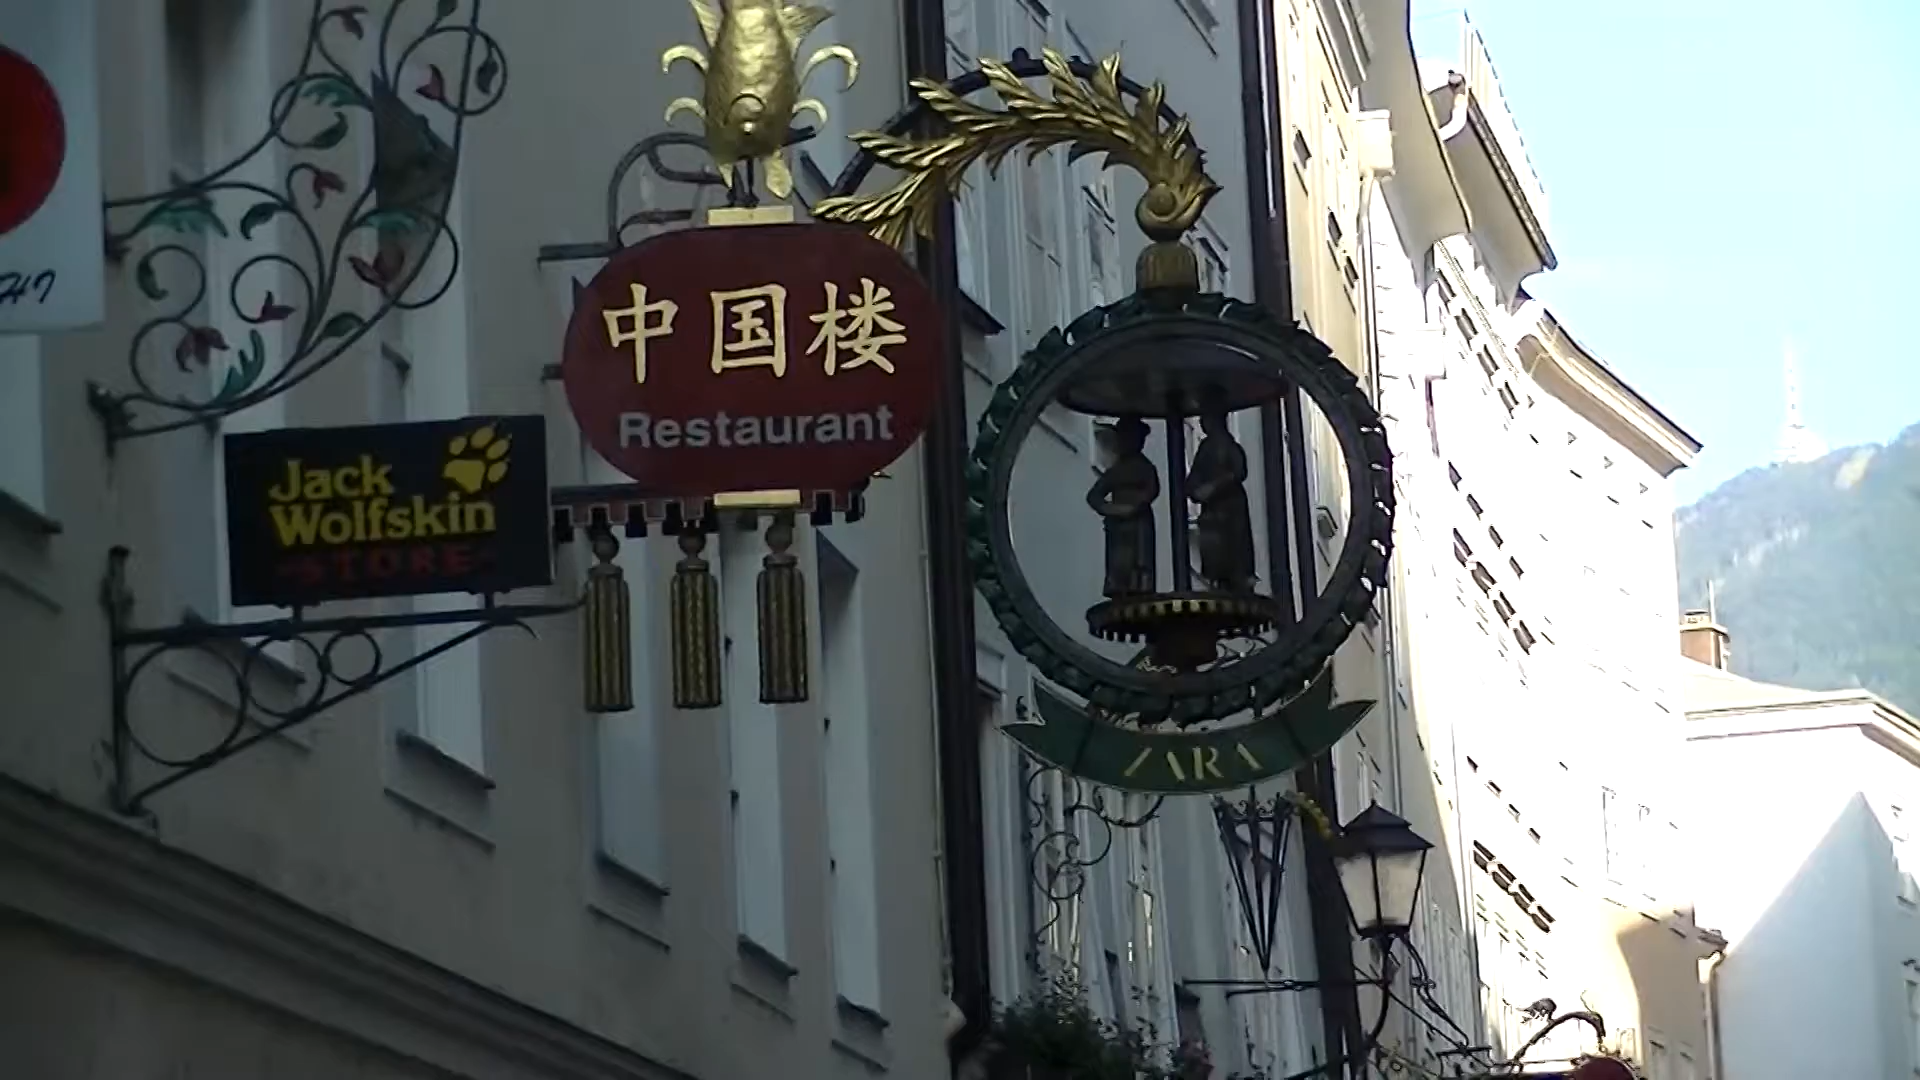 Jack
Wolfskin
STORE
中国楼
Restaurant
ZARA